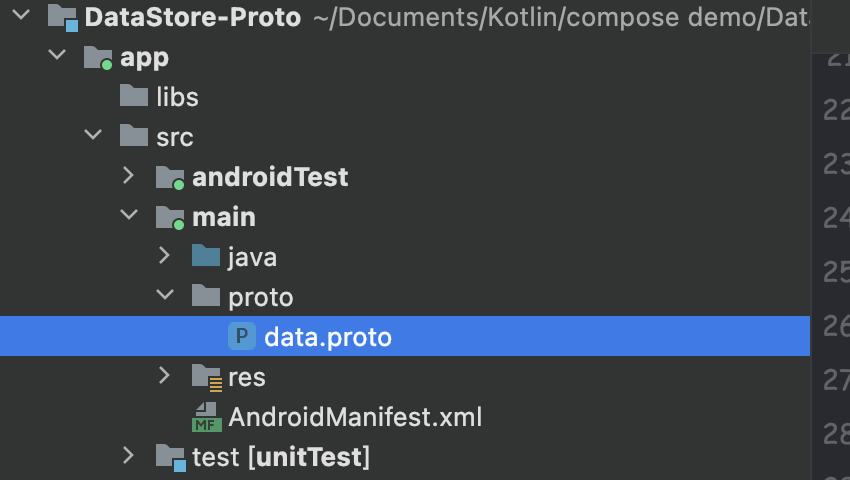 DataStore-Proto ~/Documents/Kotlin/compose demo/Dat
app
libs
src
androidTest
main
java
proto
P data.proto
res
MF AndroidManifest.xml
test [unitTest]
21
22
23
24
25
26
27
28